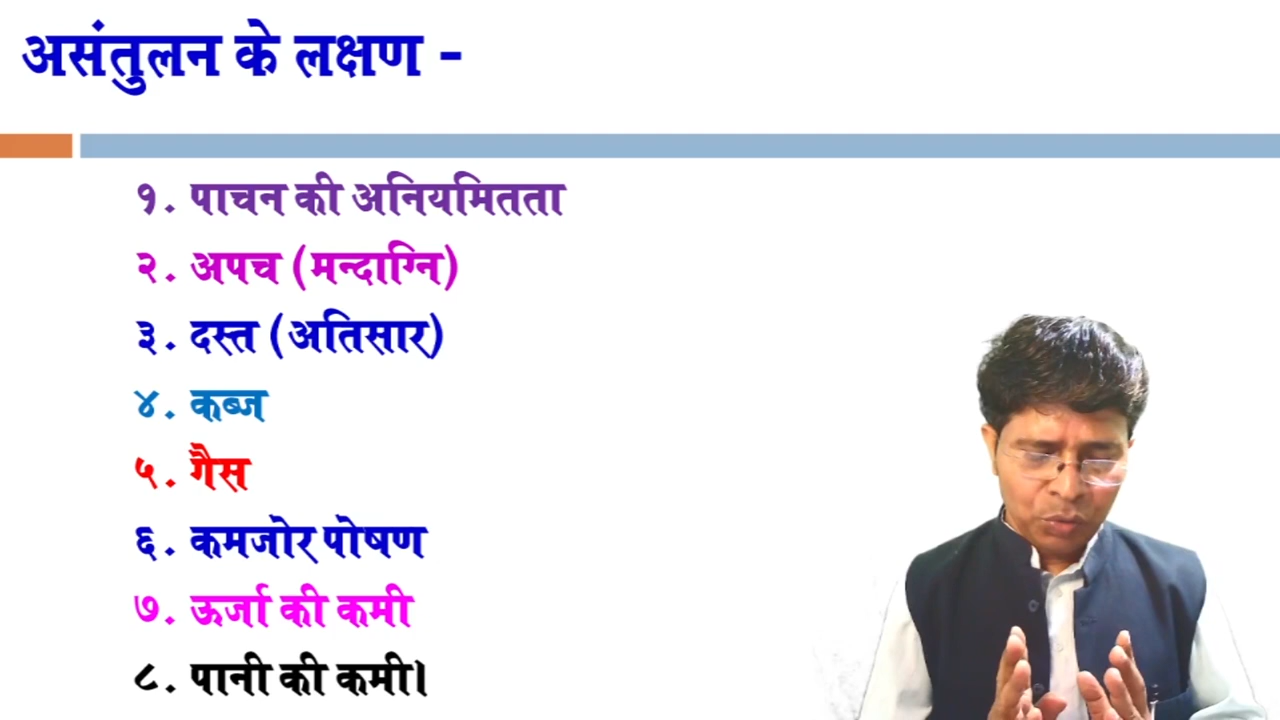 असंतुलन के लक्षण -
१. पाचन की अनियमितता
२. अपच (मन्दाग्नि)
३. दस्त (अतिसार)
४. कब्ज
५. गैस
६. कमजोर पोषण
७. ऊर्जा की कमी
८. पानी की कमी।